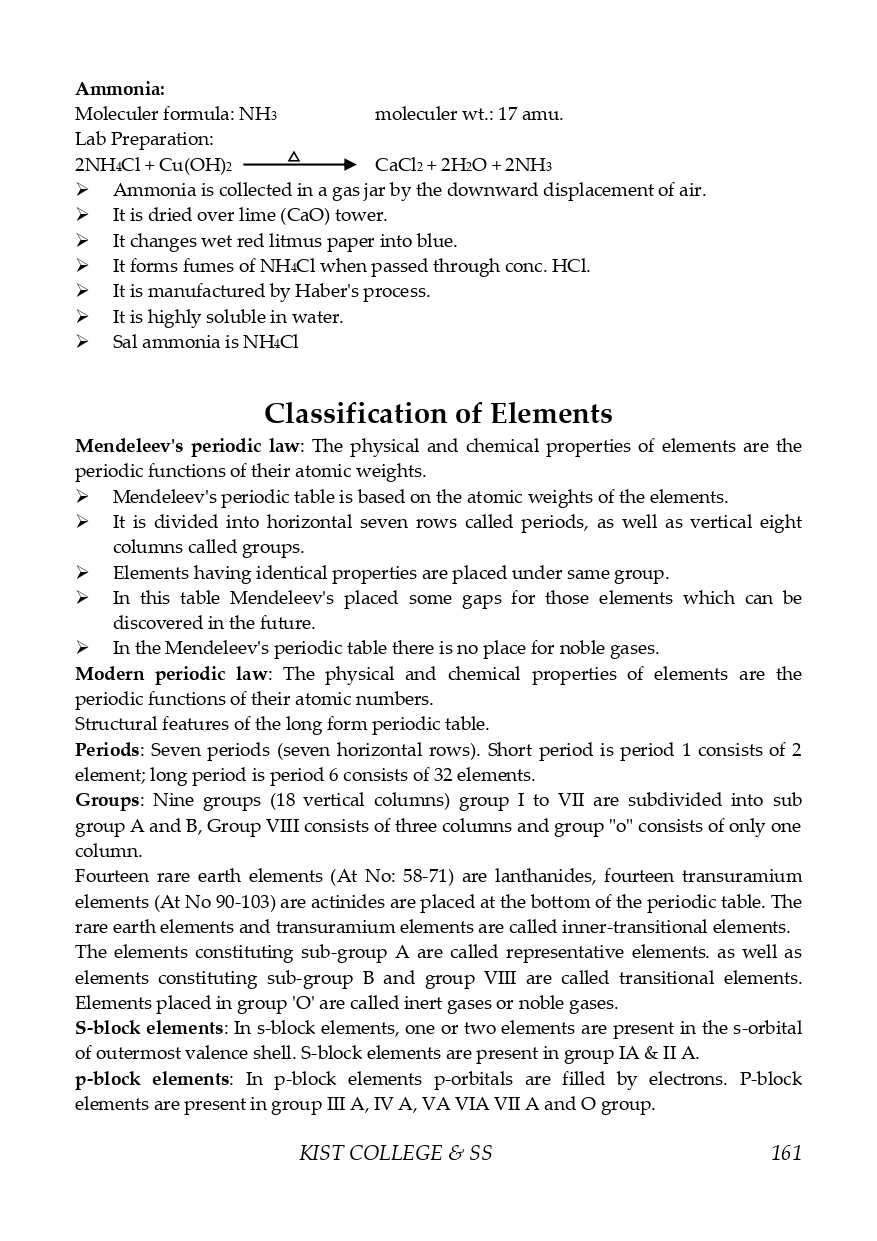 Ammonia:
Moleculer formula: NH3 moleculer wt.: 17 amu.
Lab Preparation:
2NH4Cl + Cu(OH)2 —Δ→ CaCl2 + 2H2O + 2NH3
➢ Ammonia is collected in a gas jar by the downward displacement of air.
➢ It is dried over lime (CaO) tower.
➢ It changes wet red litmus paper into blue.
➢ It forms fumes of NH4Cl when passed through conc. HCl.
➢ It is manufactured by Haber's process.
➢ It is highly soluble in water.
➢ Sal ammonia is NH4Cl
Classification of Elements
Mendeleev's periodic law: The physical and chemical properties of elements are the
periodic functions of their atomic weights.
➢ Mendeleev's periodic table is based on the atomic weights of the elements.
➢ It is divided into horizontal seven rows called periods, as well as vertical eight
columns called groups.
➢ Elements having identical properties are placed under same group.
➢ In this table Mendeleev's placed some gaps for those elements which can be
discovered in the future.
➢ In the Mendeleev's periodic table there is no place for noble gases.
Modern periodic law: The physical and chemical properties of elements are the
periodic functions of their atomic numbers.
Structural features of the long form periodic table.
Periods: Seven periods (seven horizontal rows). Short period is period 1 consists of 2
element; long period is period 6 consists of 32 elements.
Groups: Nine groups (18 vertical columns) group I to VII are subdivided into sub
group A and B, Group VIII consists of three columns and group "o" consists of only one
column.
Fourteen rare earth elements (At No: 58-71) are lanthanides, fourteen transuramium
elements (At No 90-103) are actinides are placed at the bottom of the periodic table. The
rare earth elements and transuramium elements are called inner-transitional elements.
The elements constituting sub-group A are called representative elements. as well as
elements constituting sub-group B and group VIII are called transitional elements.
Elements placed in group 'O' are called inert gases or noble gases.
S-block elements: In s-block elements, one or two elements are present in the s-orbital
of outermost valence shell. S-block elements are present in group IA & II A.
p-block elements: In p-block elements p-orbitals are filled by electrons. P-block
elements are present in group III A, IV A, VA VIA VII A and O group.
KIST COLLEGE & SS 161